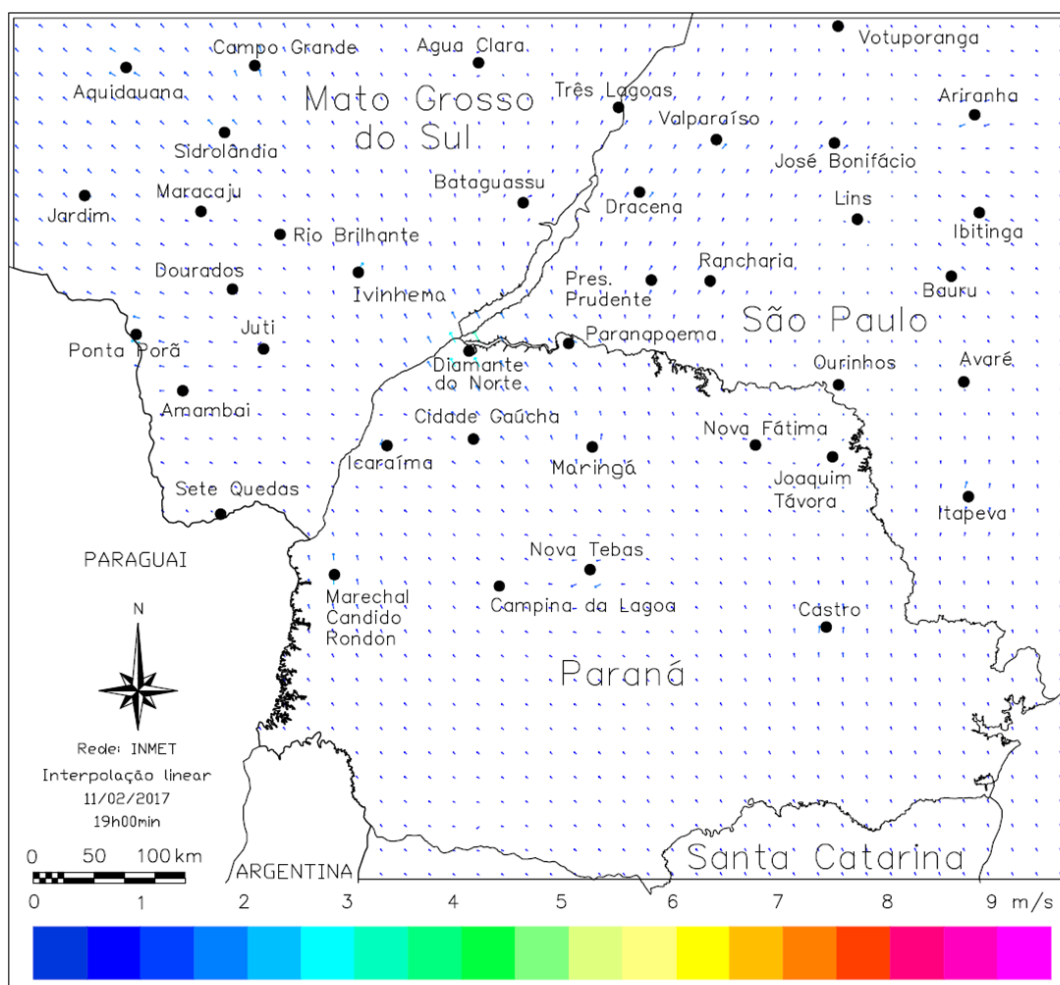 Votuporanga
Campo Grande
Agua Clara
Aquidauana
Mato Grosso
do Sul
Três Lagoas
Ariranha
Valparaíso
Sidrolândia
José Bonifácio
Maracaju
Bataguassu
Jardim
Dracena
Lins
Ibitinga
Rio Brilhante
Dourados
Ivinhema
Pres.
Prudente
Rancharia
Bauru
São Paulo
Juti
Ponta Porã
Paranapoema
Diamante
do Norte
Ourinhos
Avaré
Amambai
Cidade Gaúcha
Nova Fátima
Icaraíma
Maringá
Joaquim
Távora
Sete Quedas
Itapeva
PARAGUAI
Nova Tebas
Marechal
Candido
Rondon
Campina da Lagoa
Castro
N
Paraná
Rede: INMET
Interpolação linear
11/02/2017
19h00min
0 50 100 km
ARGENTINA
Santa Catarina
0 1 2 3 4 5 6 7 8 9 m/s